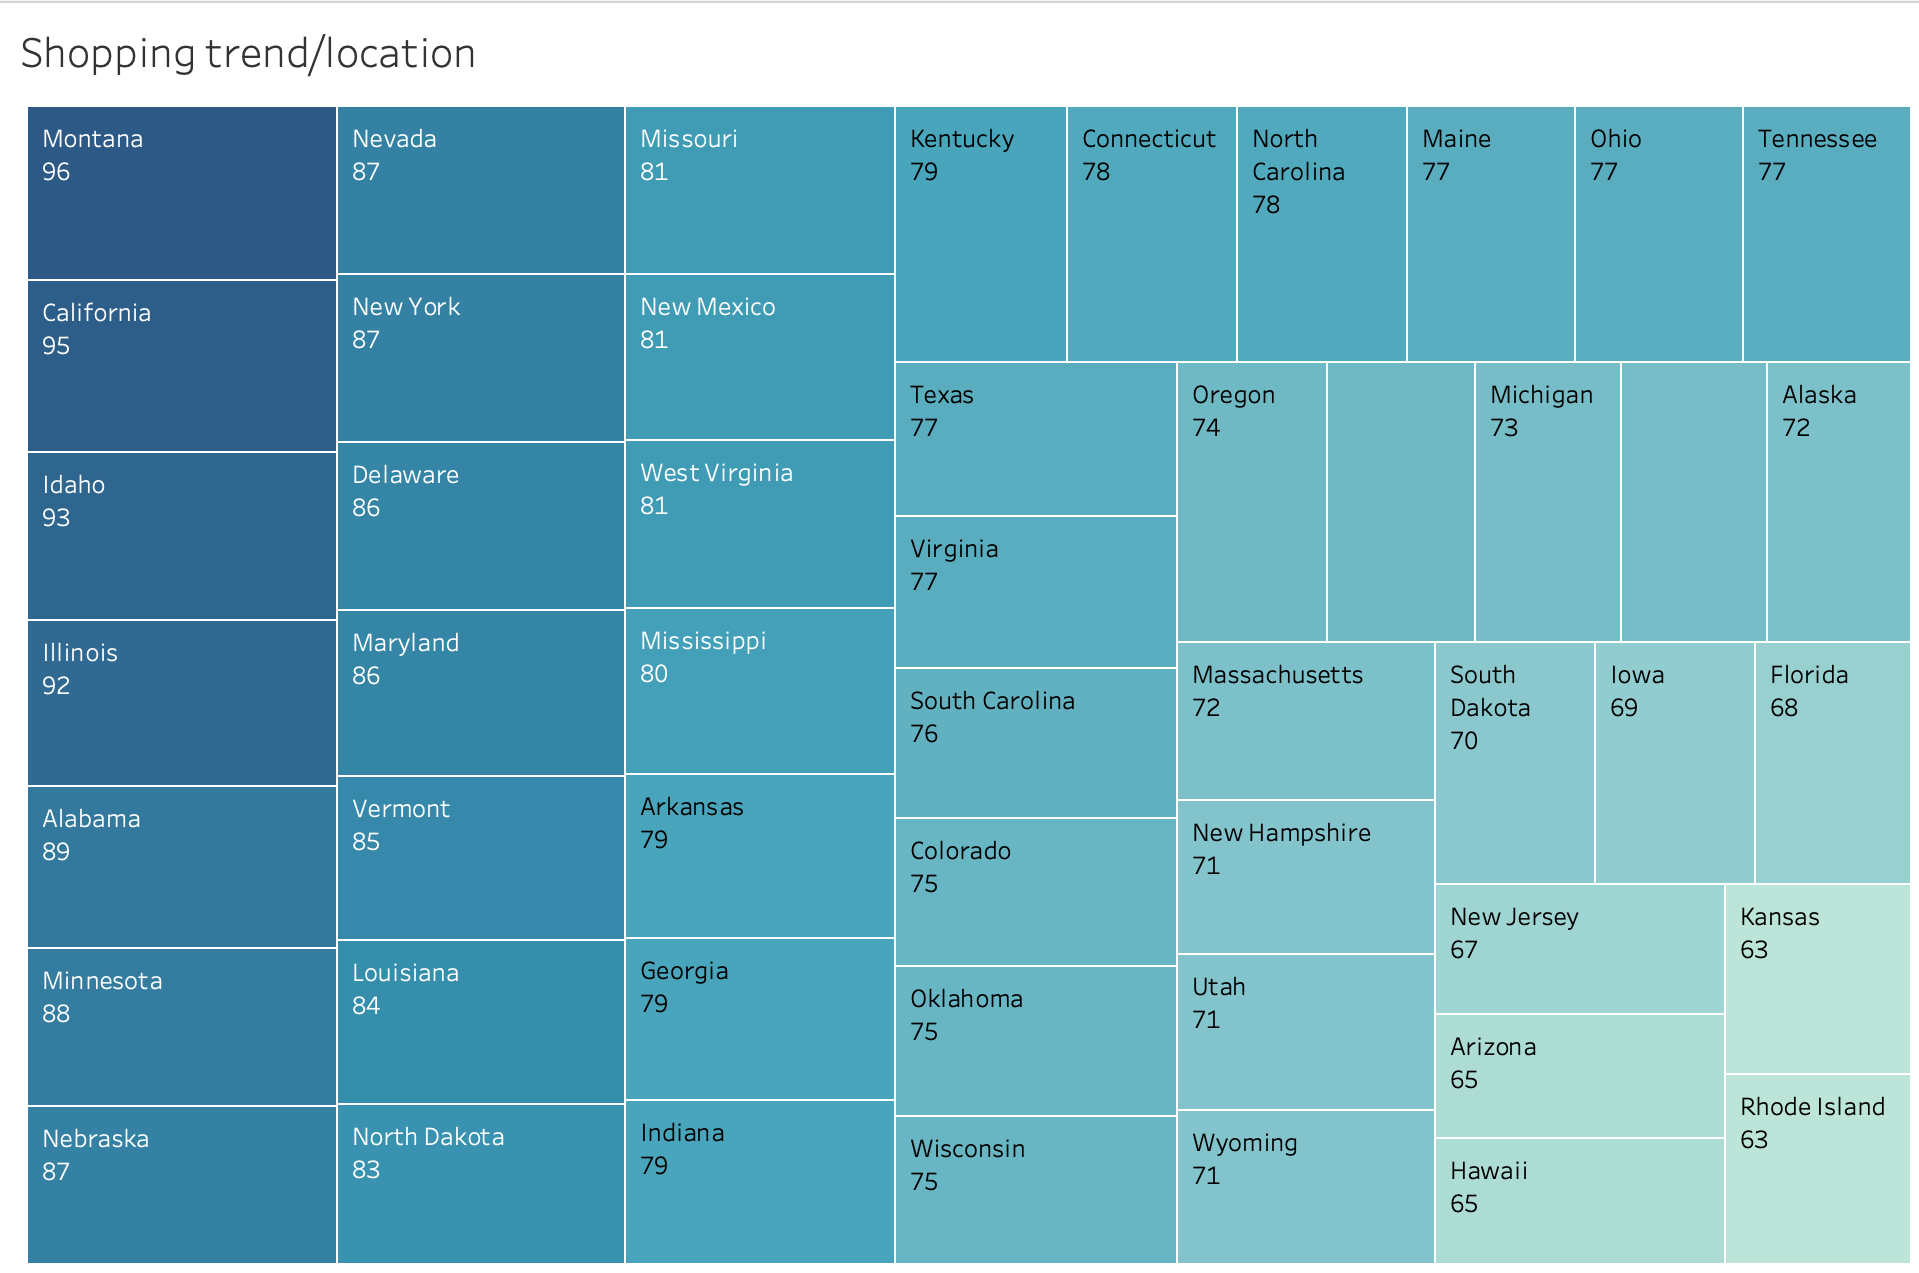 Shopping trend/location
Montana
96
California
95
Idaho
93
Illinois
92
Alabama
89
Minnesota
88
Nebraska
87
Nevada
87
New York
87
Delaware
86
Maryland
86
Vermont
85
Louisiana
84
North Dakota
83
Missouri
81
New Mexico
81
West Virginia
81
Mississippi
80
Arkansas
79
Georgia
79
Indiana
79
Kentucky
79
Connecticut
78
North
Carolina
78
Maine
77
Ohio
77
Tennessee
77
Texas
77
Virginia
77
South Carolina
76
Colorado
75
Oklahoma
75
Wisconsin
75
Oregon
74
Michigan
73
Alaska
72
Massachusetts
72
New Hampshire
71
Utah
71
Wyoming
71
South
Dakota
70
Iowa
69
Florida
68
New Jersey
67
Arizona
65
Hawaii
65
Kansas
63
Rhode Island
63